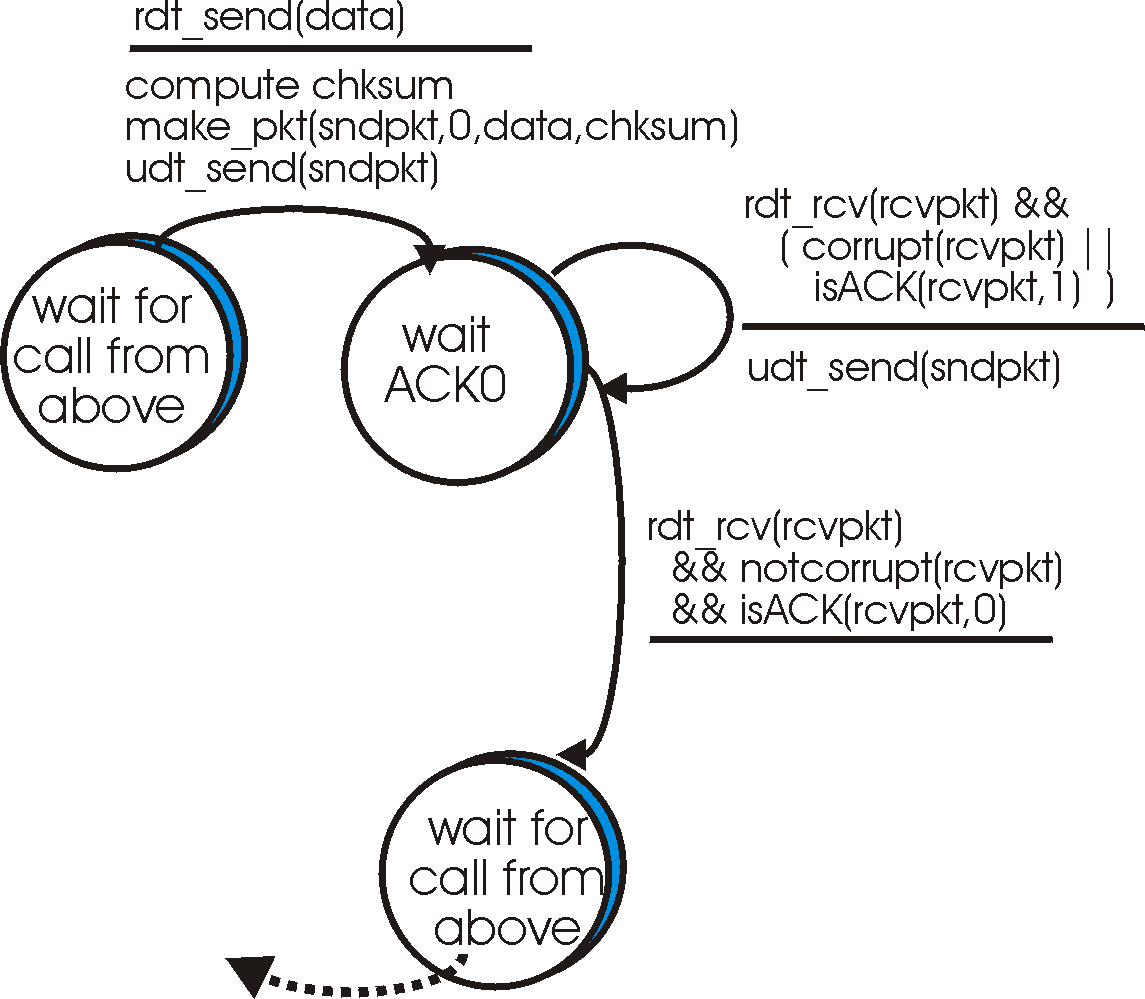 rdt_send(data)
compute chksum
make_pkt(sndpkt,0,data,chksum)
udt_send(sndpkt)
rdt_rcv(rcvpkt) &&
( corrupt(rcvpkt) ||
isACK(rcvpkt,1) )
udt_send(sndpkt)
wait for
call from
above
wait
ACK0
rdt_rcv(rcvpkt)
&& notcorrupt(rcvpkt)
&& isACK(rcvpkt,0)
wait for
call from
above